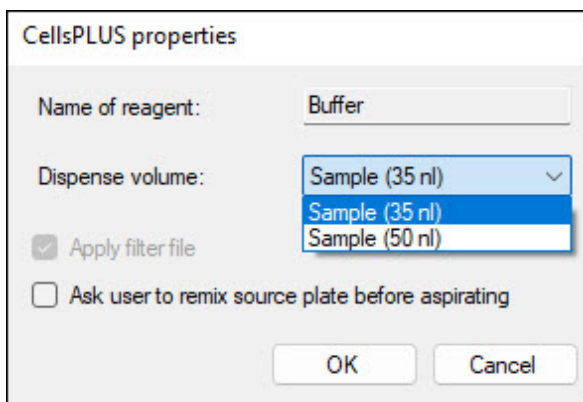 CellsPLUS properties
Name of reagent: Buffer
Dispense volume: Sample (35 nl)
Sample (35 nl)
Sample (50 nl)
Apply filter file
Ask user to remix source plate before aspirating
OK Cancel